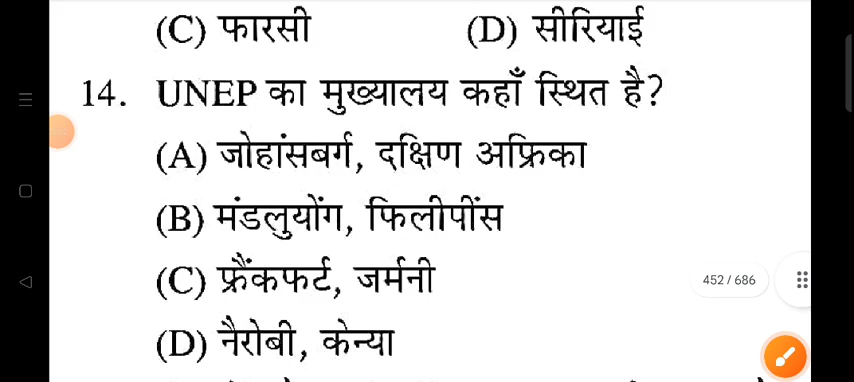 (C) फारसी (D) सीरियाई
14. UNEP का मुख्यालय कहाँ स्थित है?
(A) जोहांसबर्ग, दक्षिण अफ्रिका
(B) मंडलुयोंग, फिलीपींस
(C) फ्रैंकफर्ट, जर्मनी
452 / 686
(D) नैरोबी, केन्या